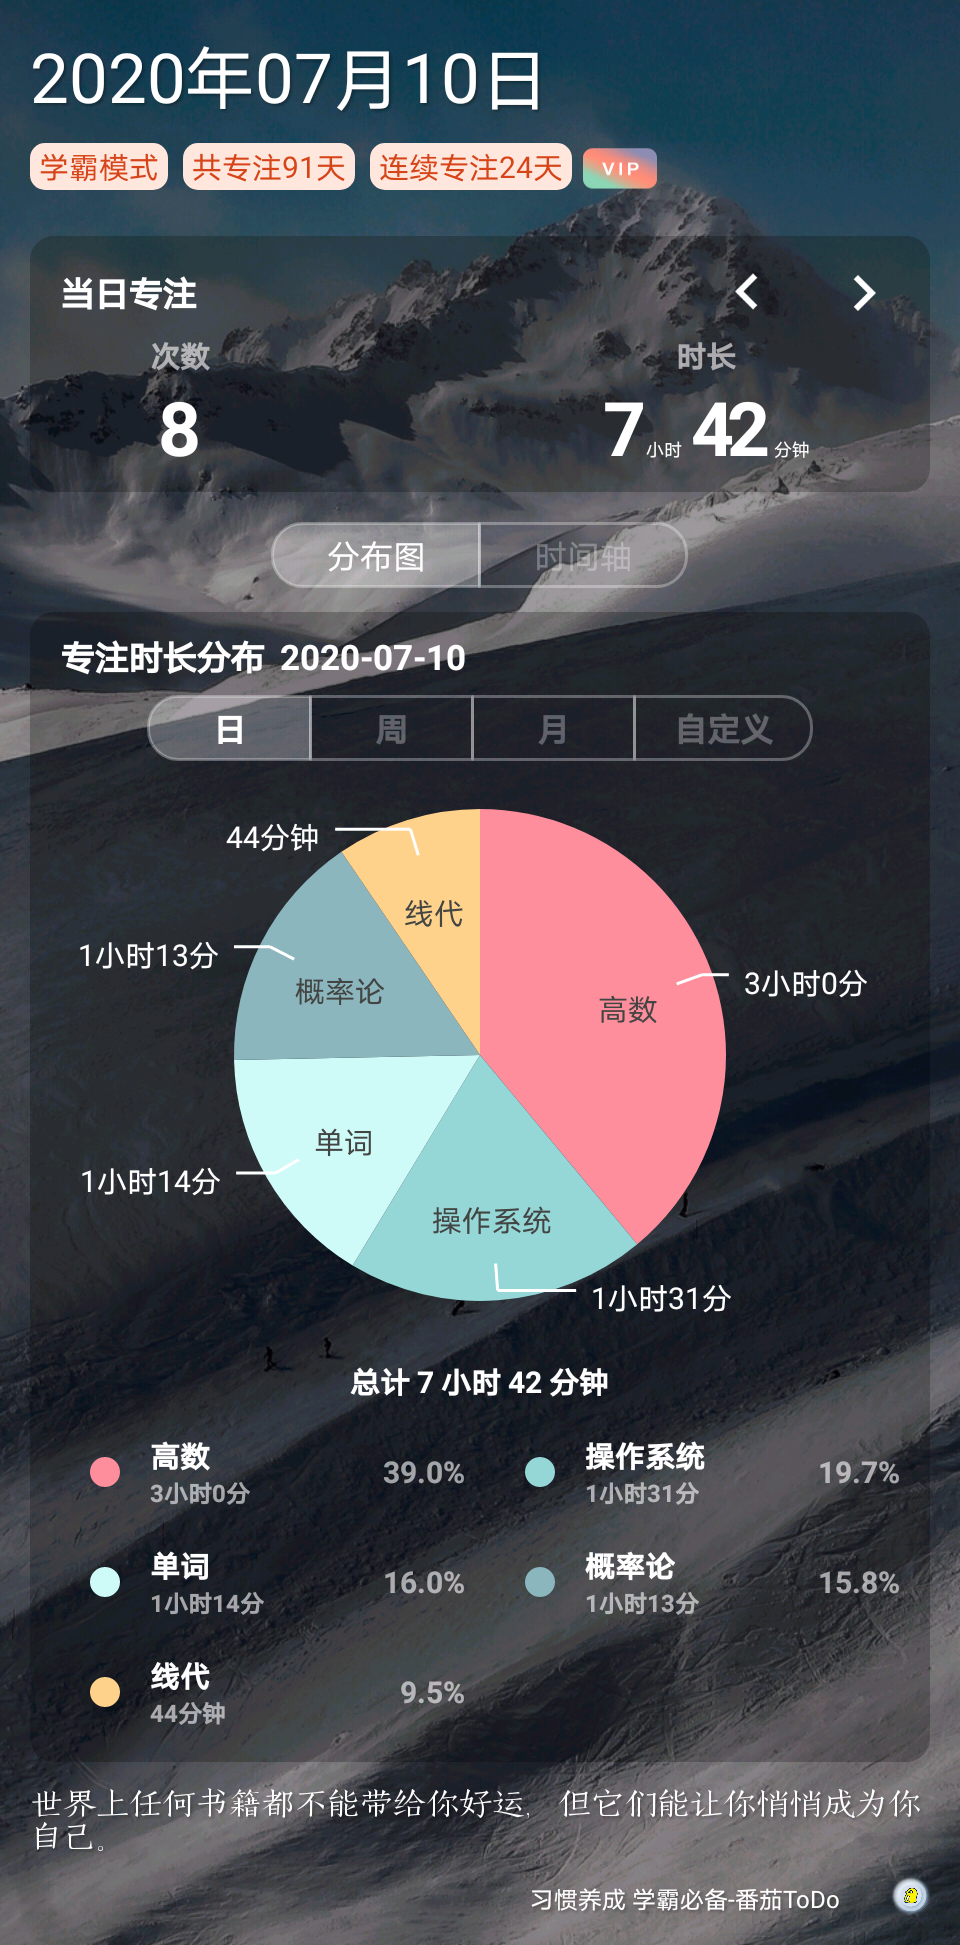 2020年07月10日
学霸模式 共专注91天 连续专注24天 VIP
当日专注
次数 时长
8 7小时 42分钟
分布图 时间轴
专注时长分布 2020-07-10
日 周 月 自定义
44分钟
线代
1小时13分
概率论
3小时0分
高数
单词
1小时14分
操作系统
1小时31分
总计 7 小时 42 分钟
高数 39.0% 操作系统 19.7%
3小时0分 1小时31分
单词 16.0% 概率论 15.8%
1小时14分 1小时13分
线代 9.5%
44分钟
世界上任何书籍都不能带给你好运，但它们能让你悄悄成为你
自己。
习惯养成 学霸必备-番茄ToDo